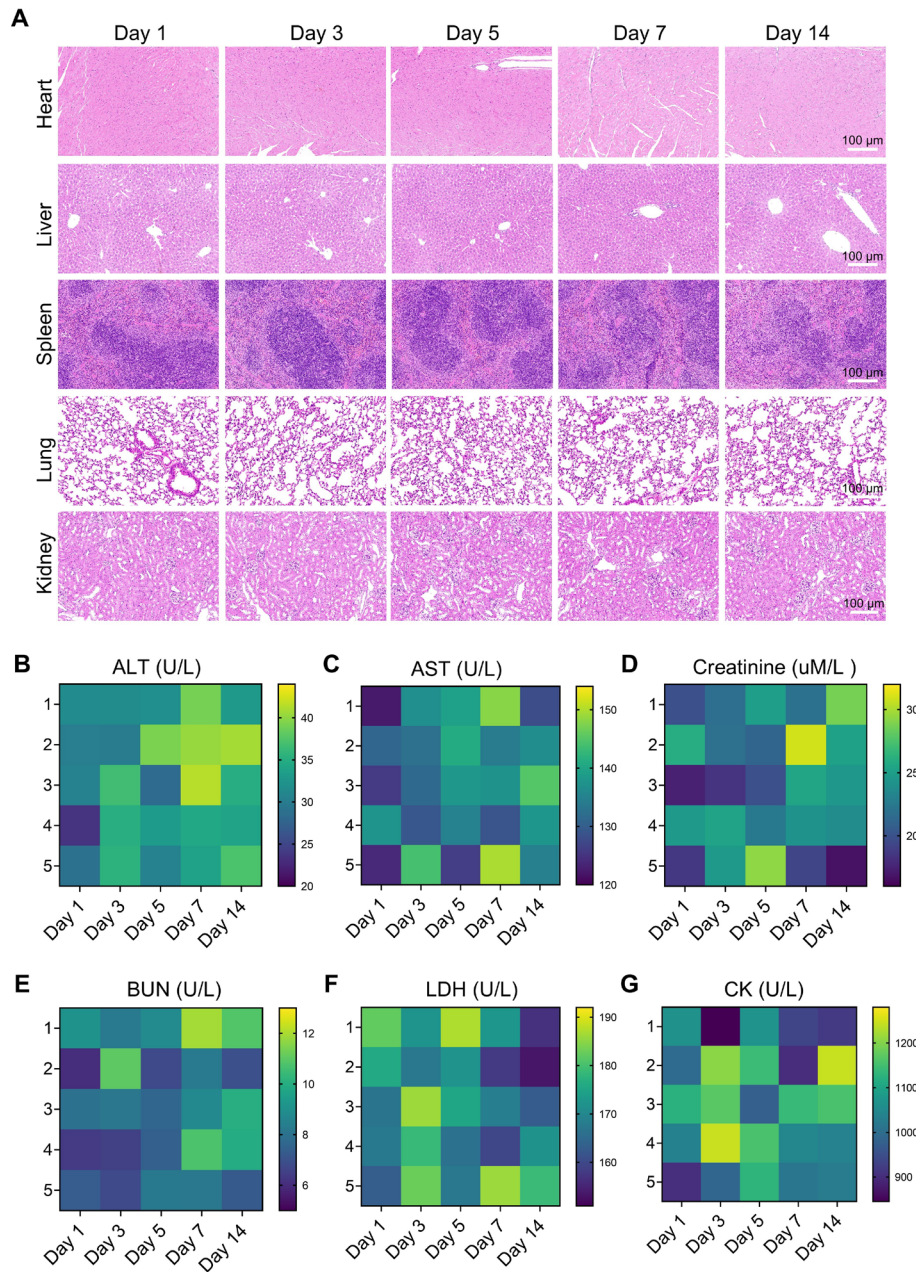 A
Day 1 Day 3 Day 5 Day 7 Day 14
Heart
100 µm
Liver
100 µm
Spleen
100 µm
Lung
100 µm
Kidney
100 µm
B
ALT (U/L)
1
2
3
4
5
Day 1 Day 3 Day 5 Day 7 Day 14
40
35
30
25
20
C
AST (U/L)
1
2
3
4
5
Day 1 Day 3 Day 5 Day 7 Day 14
150
140
130
120
D
Creatinine (uM/L )
1
2
3
4
5
Day 1 Day 3 Day 5 Day 7 Day 14
E
BUN (U/L)
1
2
3
4
5
Day 1 Day 3 Day 5 Day 7 Day 14
12
10
8
6
F
LDH (U/L)
1
2
3
4
5
Day 1 Day 3 Day 5 Day 7 Day 14
190
180
170
160
G
CK (U/L)
1
2
3
4
5
Day 1 Day 3 Day 5 Day 7 Day 14
1200
1100
1000
900